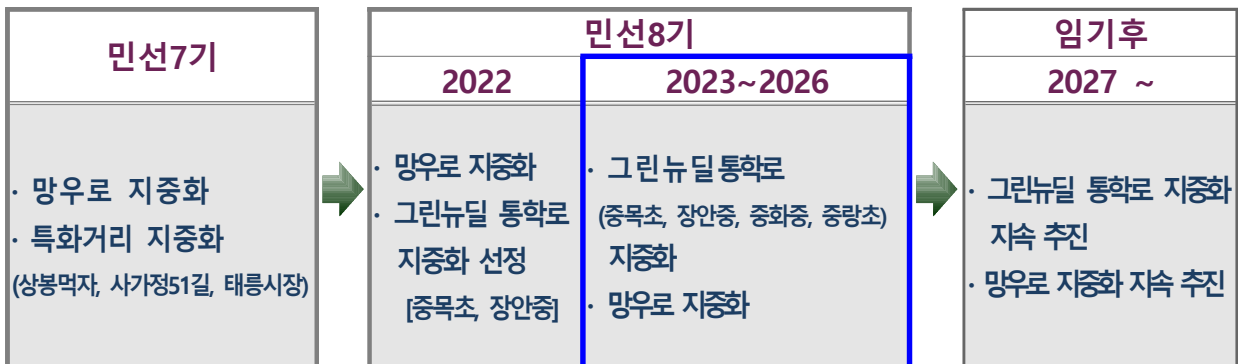 민선7기
· 망우로 지중화
· 특화거리 지중화
(상봉먹자, 사가정51길, 태릉시장)
민선8기
2022
· 망우로 지중화
· 그린뉴딜 통학로
지중화 선정
[중목초, 장안중]
2023~2026
· 그린뉴딜통학로
(중목초, 장안중, 중화중, 중랑초)
지중화
· 망우로 지중화
임기후
2027 ~
· 그린뉴딜 통학로 지중화
지속 추진
· 망우로 지중화 지속 추진